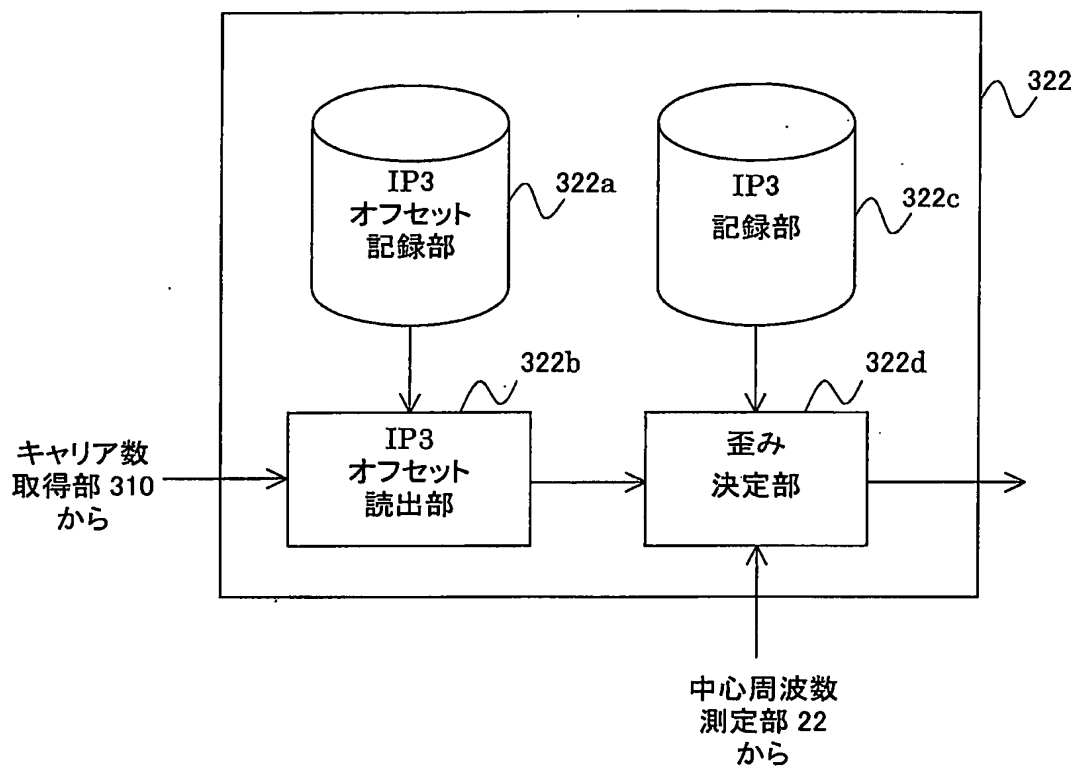 322
IP3
オフセット
記録部
322a
IP3
記録部
322c
322b
322d
キャリア数
取得部 310
から
IP3
オフセット
読出部
歪み
決定部
中心周波数
測定部 22
から